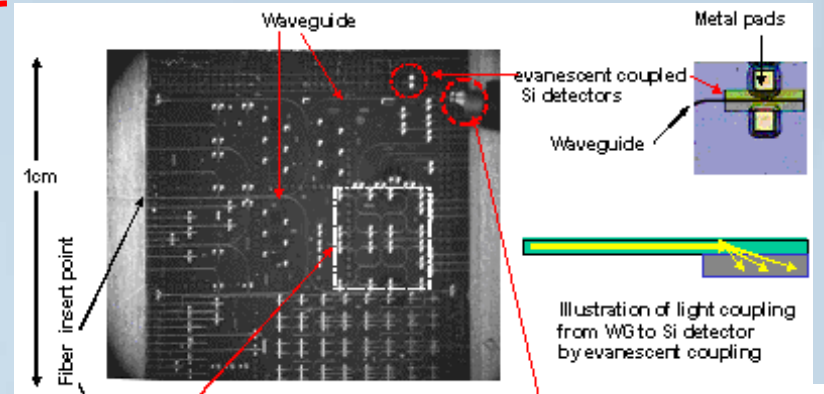 Waveguide
Metal pads
evanescent coupled
Si detectors
Waveguide
1cm
Fiber insert point
Illustration of light coupling
from WG to Si detector
by evanescent coupling